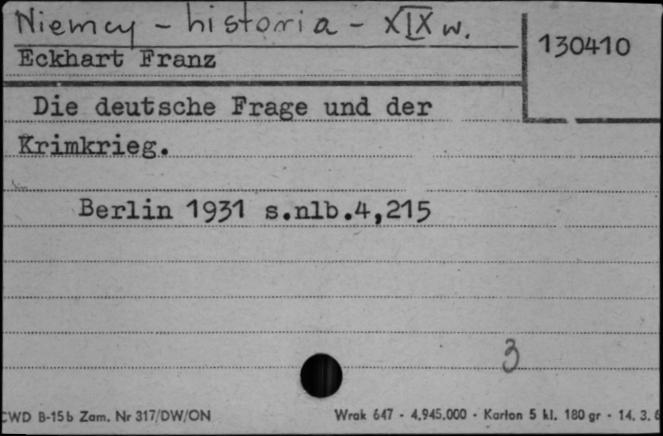 Niemcy - historia - XIX w.
130410
Eckhart Franz
Die deutsche Frage und der
Krimkrieg.
Berlin 1931 s.nlb.4,215
3
CWD B-15b Zam. Nr 317/DW/ON
Wrak 647 - 4.945.000 - Karton 5 kl. 180 gr - 14. 3.